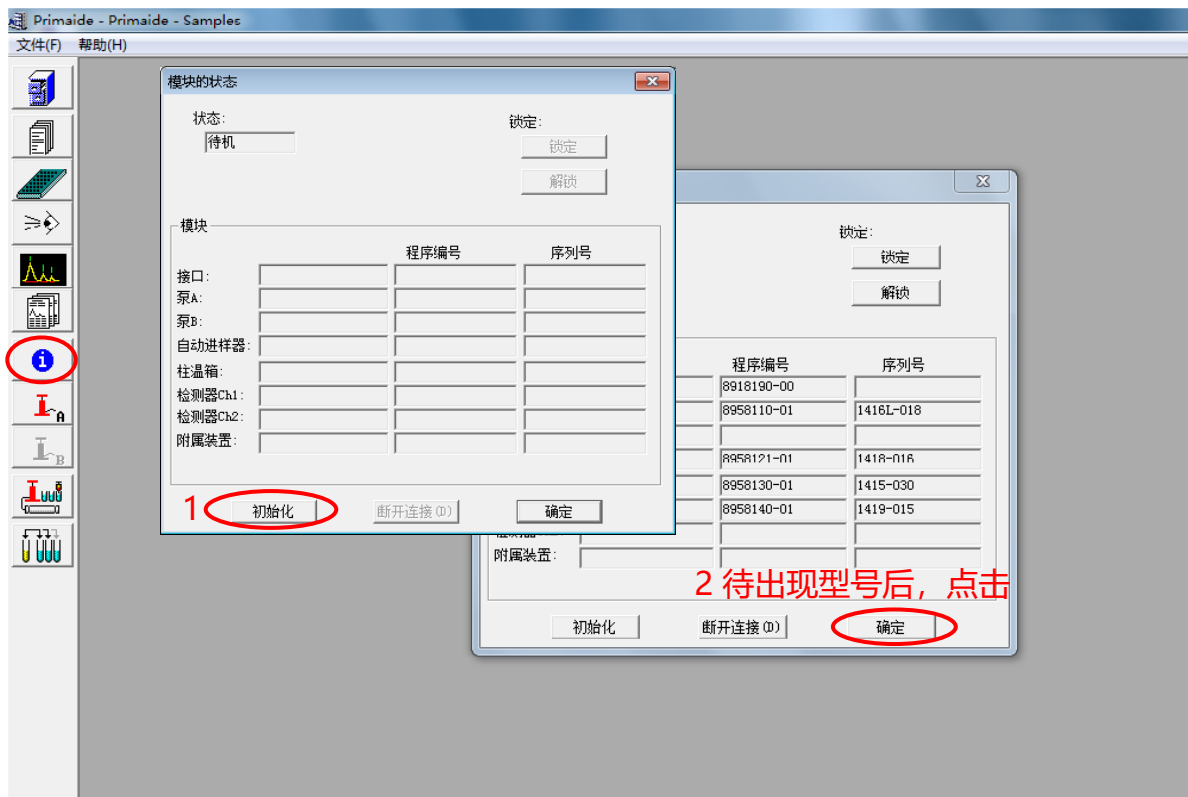 Primaide - Primaide - Samples
文件(F) 帮助(H)
模块的状态
状态:
待机
锁定:
锁定
解锁
模块
程序编号 序列号
接口:
泵A:
泵B:
自动进样器:
柱温箱:
检测器Ch1:
检测器Ch2:
附属装置:
1 初始化 断开连接(D) 确定
锁定:
锁定
解锁
程序编号 序列号
8918190-00
8958110-01 1416L-018
8958121-01 1418-016
8958130-01 1415-030
8958140-01 1419-015
附属装置:
2 待出现型号后，点击
初始化 断开连接(D) 确定
A
B